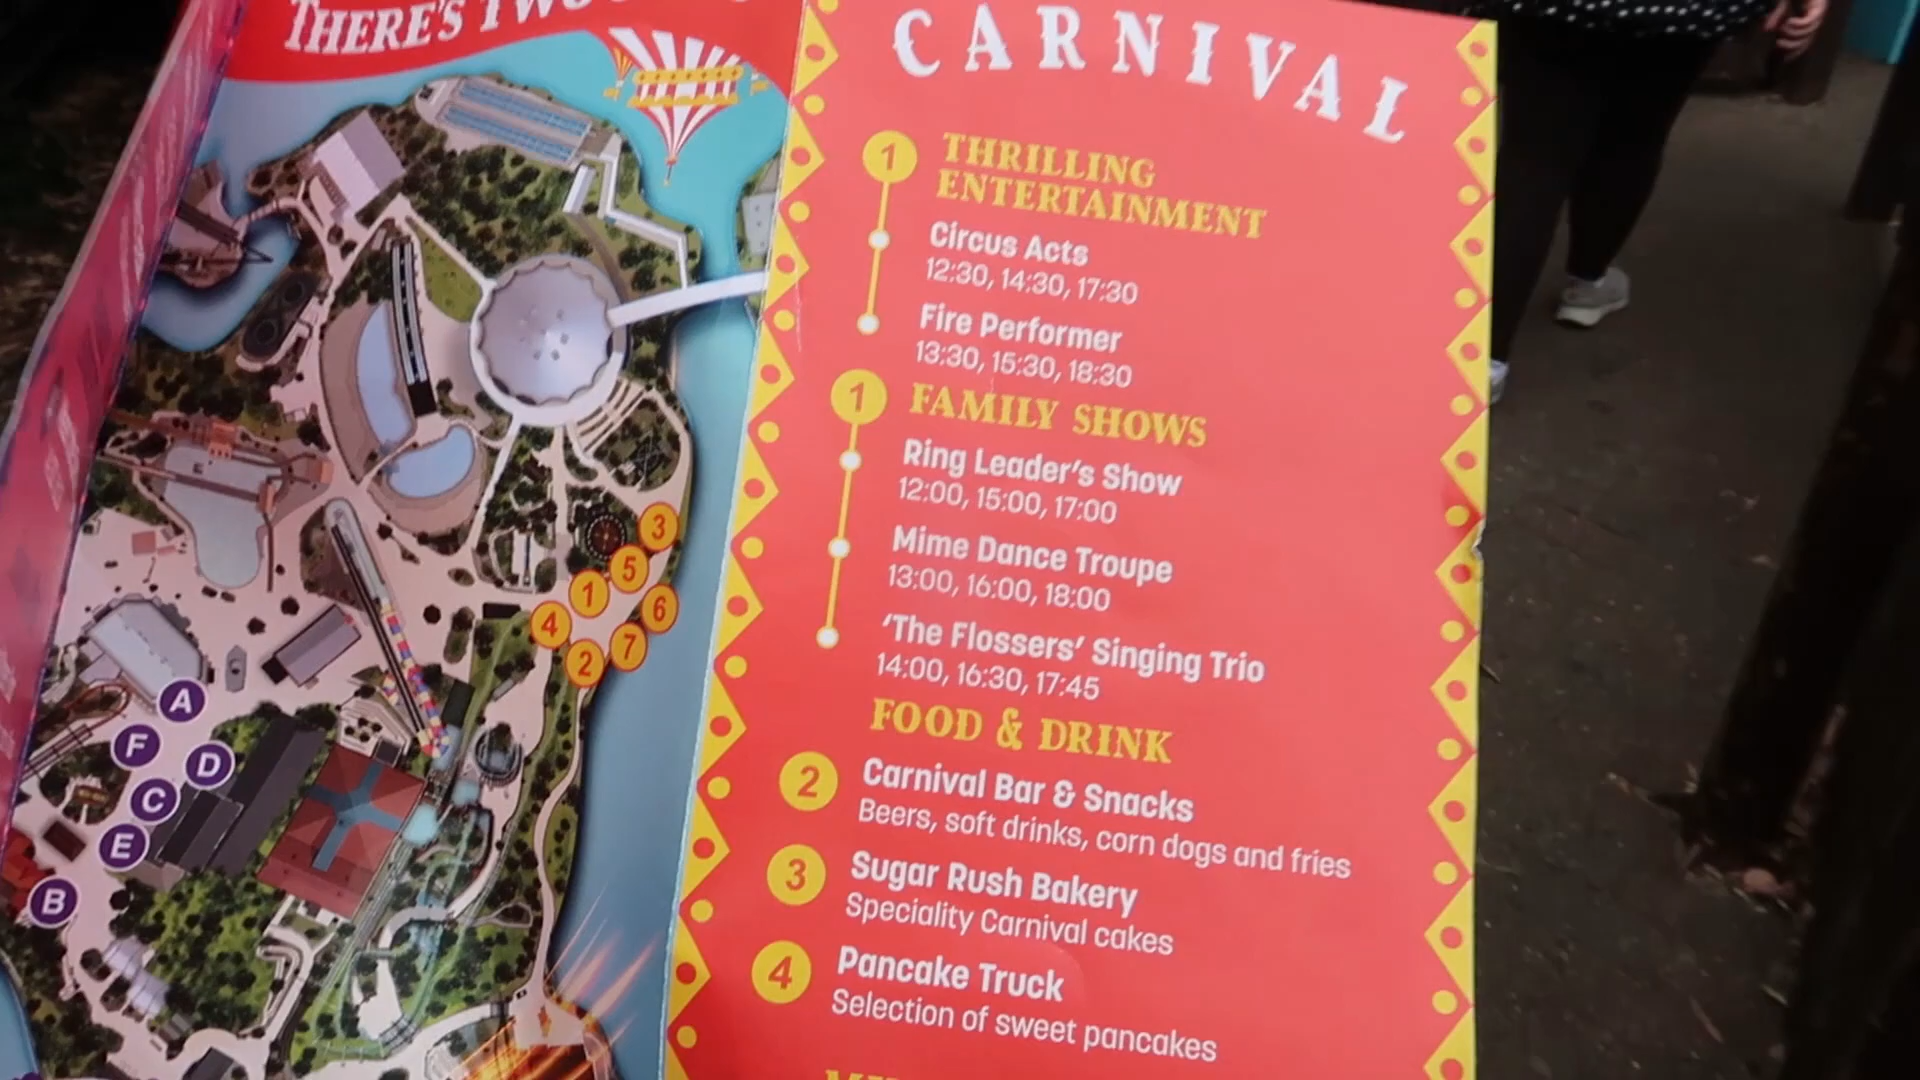 THERE'S TWO
CARNIVAL
1 THRILLING
ENTERTAINMENT
Circus Acts
12:30, 14:30, 17:30
Fire Performer
13:30, 15:30, 18:30
1 FAMILY SHOWS
Ring Leader's Show
12:00, 15:00, 17:00
Mime Dance Troupe
13:00, 16:00, 18:00
'The Flossers' Singing Trio
14:00, 16:30, 17:45
FOOD & DRINK
2 Carnival Bar & Snacks
Beers, soft drinks, corn dogs and fries
3 Sugar Rush Bakery
Speciality Carnival cakes
4 Pancake Truck
Selection of sweet pancakes
3
5
1
6
4
7
2
A
F
D
C
E
B